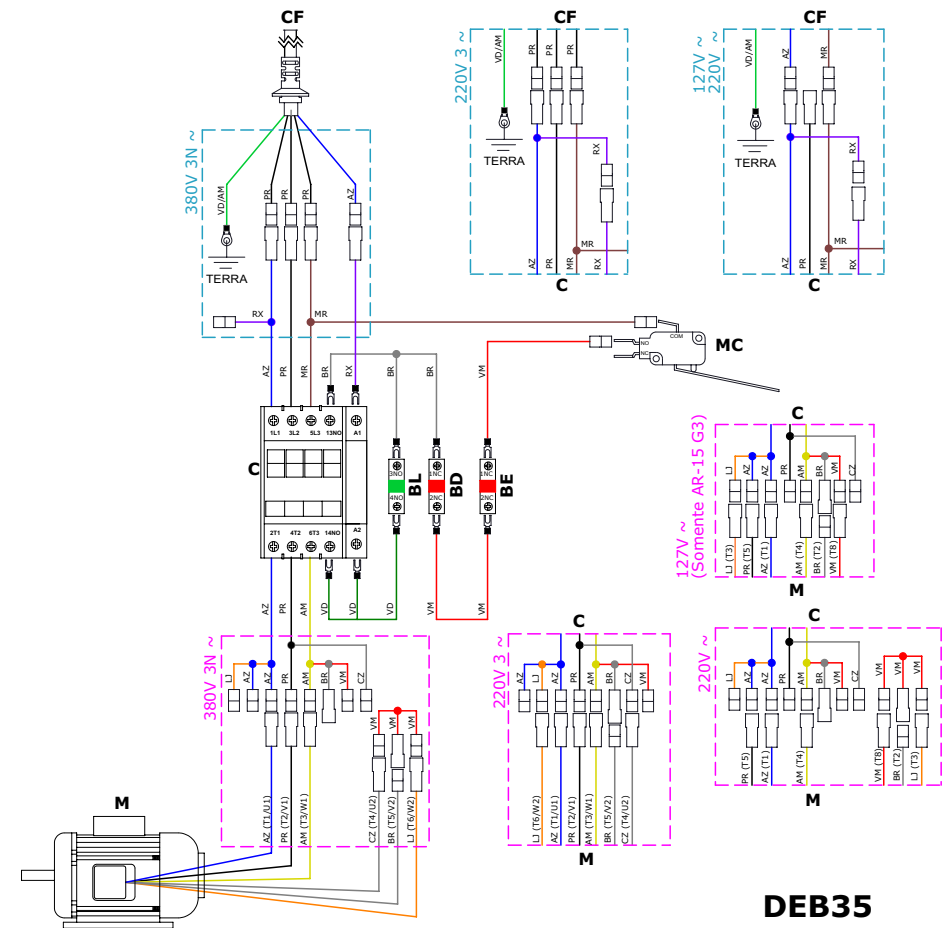 CF
380V 3N ~
VD/AM
PR
PR
PR
AZ
TERRA
RX
MR
AZ
PR
MR
BR
RX
BR
BR
VM
CF
220V 3 ~
VD/AM
PR
PR
PR
TERRA
RX
MR
AZ
PR
MR
RX
C
CF
127V ~
220V ~
VD/AM
AZ
MR
TERRA
RX
MR
AZ
PR
MR
RX
C
COM
NO
NC
MC
1L1 3L2 5L3 13NO A1
C
2T1 4T2 6T3 14NO A2
3NO
4NO
BL
1NC
2NC
BD
1NC
2NC
BE
AZ
PR
AM
VD
VD
VD
VM
VM
380V 3N ~
LJ
AZ
AZ
PR
AM
BR
VM
CZ
VM
VM
VM
AZ (T1/U1)
PR (T2/V1)
AM (T3/W1)
CZ (T4/U2)
BR (T5/V2)
LJ (T6/W2)
M
C
220V 3 ~
AZ
LJ
AZ
PR
AM
BR
CZ
VM
LJ (T6/W2)
AZ (T1/U1)
PR (T2/V1)
AM (T3/W1)
BR (T5/V2)
CZ (T4/U2)
M
C
127V ~
(Somente AR-15 G3)
LJ
AZ
AZ
PR
AM
BR
VM
CZ
LJ (T3)
PR (T5)
AZ (T1)
AM (T4)
BR (T2)
VM (T8)
M
C
220V ~
LJ
AZ
AZ
PR
AM
BR
VM
CZ
VM
VM
VM
PR (T5)
AZ (T1)
AM (T4)
VM (T8)
BR (T2)
LJ (T3)
M
DEB35